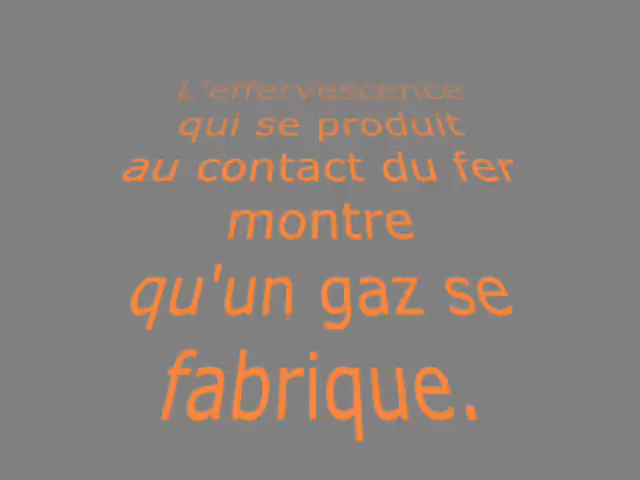 L'effervescence
qui se produit
au contact du fer
montre
qu'un gaz se
fabrique.